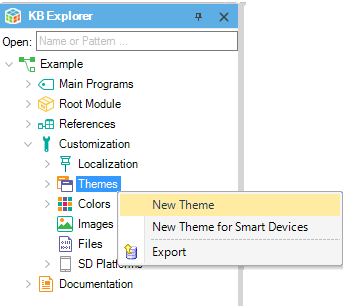 KB Explorer
Open: Name or Pattern ...
Example
Main Programs
Root Module
References
Customization
Localization
Themes
Colors
Images
Files
SD Platforms
Documentation
New Theme
New Theme for Smart Devices
Export